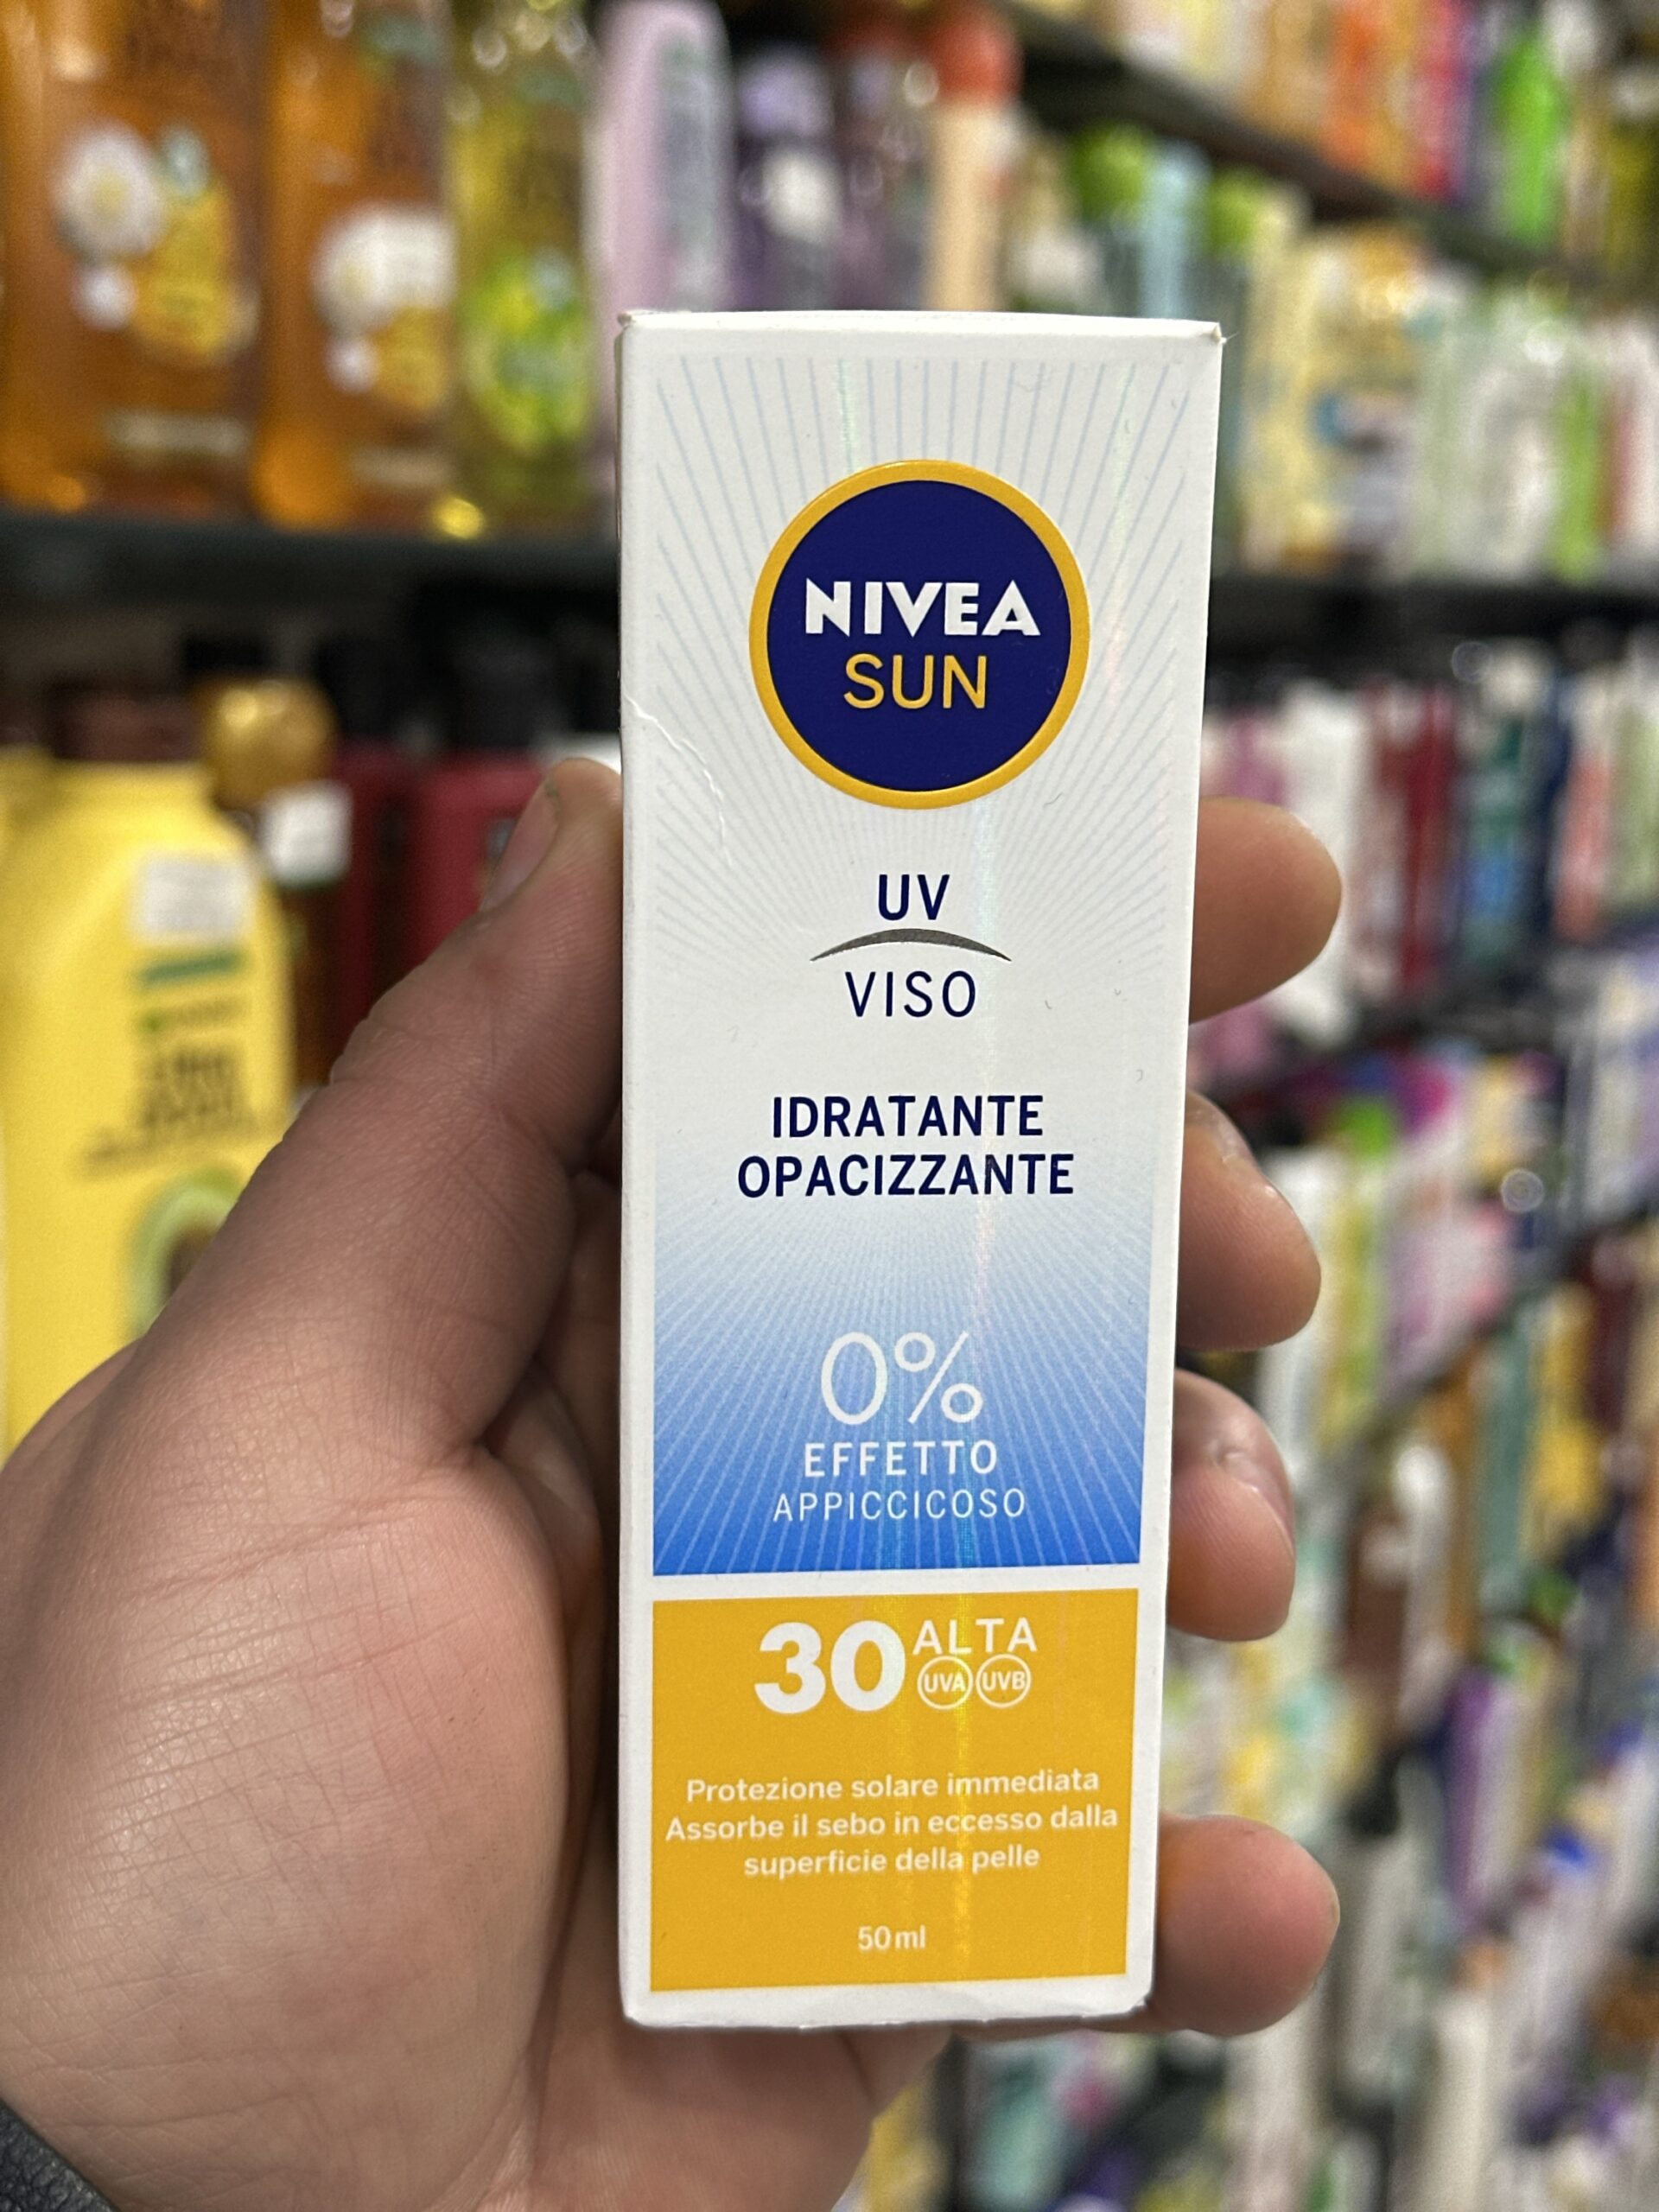 NIVEA
SUN
UV
VISO
IDRATANTE
OPACIZZANTE
0%
EFFETTO
APPICCICOSO
30 ALTA
UVA UVB
Protezione solare immediata
Assorbe il sebo in eccesso dalla
superficie della pelle
50ml